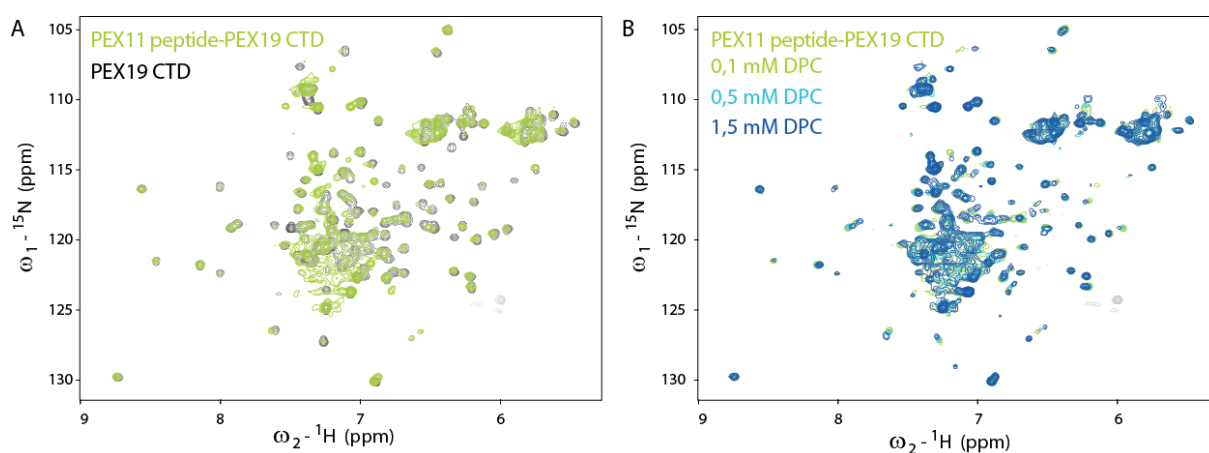 A
PEX11 peptide-PEX19 CTD
PEX19 CTD
105
110
115
120
125
130
ω1 - 15N (ppm)
9
8
7
6
ω2 - 1H (ppm)
B
PEX11 peptide-PEX19 CTD
0,1 mM DPC
0,5 mM DPC
1,5 mM DPC
105
110
115
120
125
130
ω1 - 15N (ppm)
9
8
7
6
ω2 - 1H (ppm)